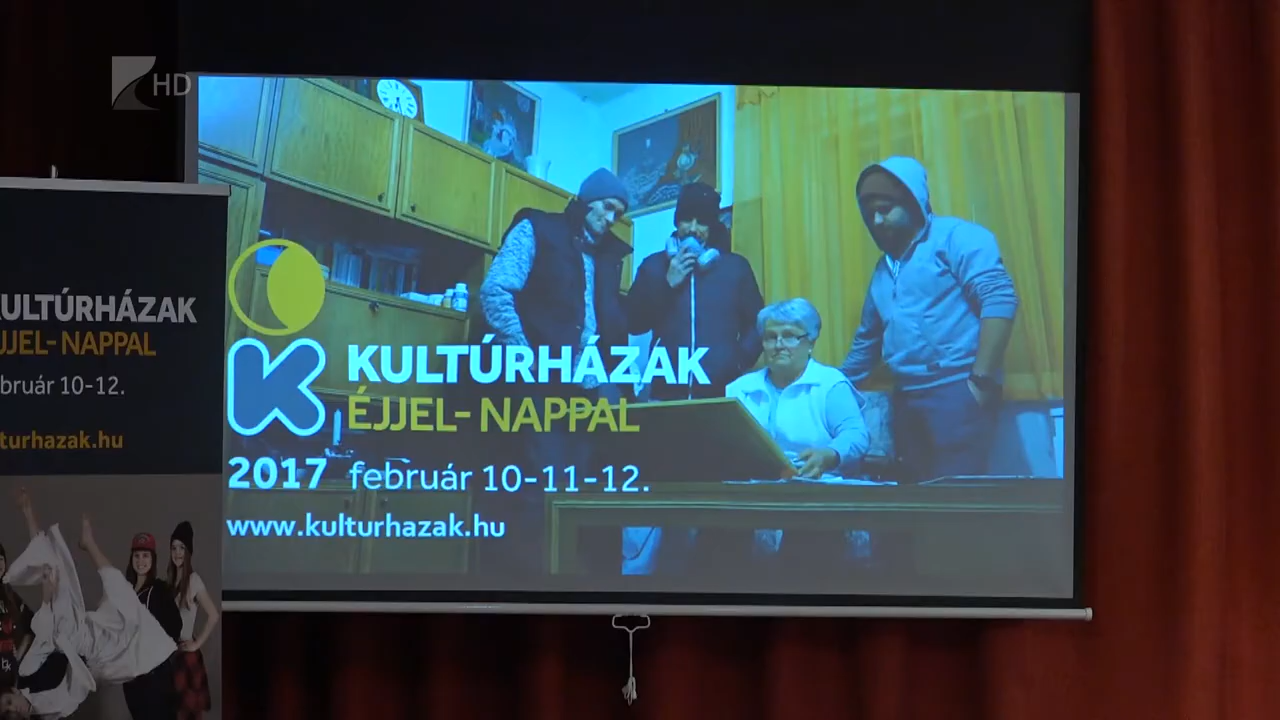 HD
KULTÚRHÁZAK
ÉJJEL- NAPPAL
2017 február 10-11-12.
www.kulturhazak.hu
ULTÚRHÁZAK
JJEL- NAPPAL
bruár 10-12.
turhazak.hu